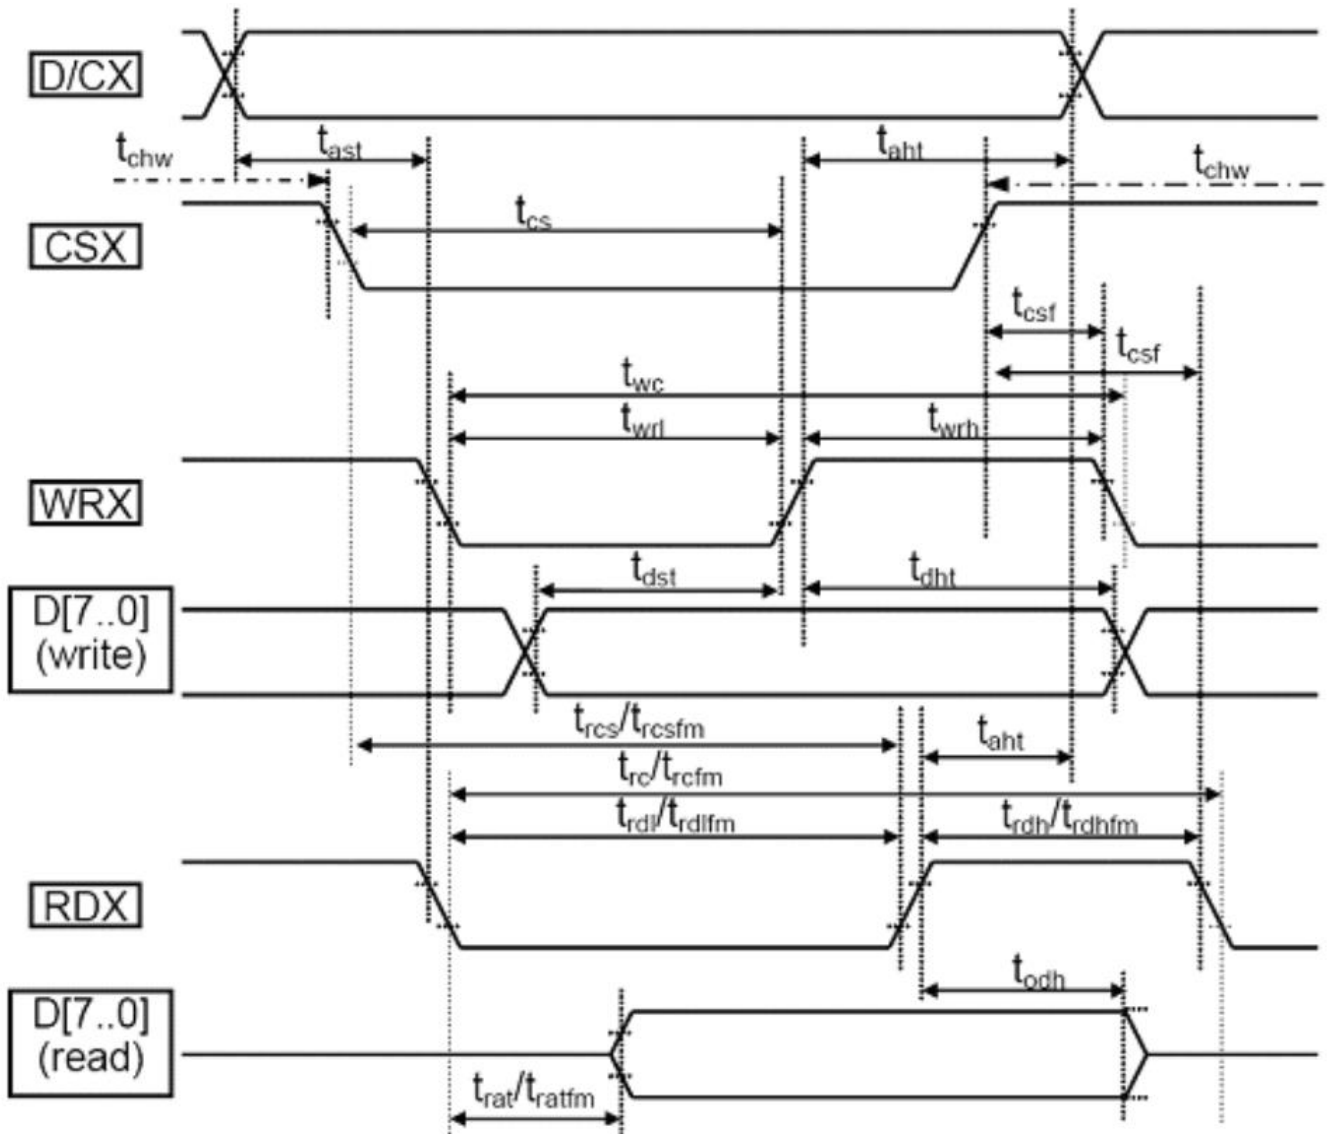 D/CX
tchw
tast
taht
tchw
CSX
tcs
tcsf
tcsf
twc
twrl
twrh
WRX
tdst
tdht
D[7..0]
(write)
trcs/trcsfm
taht
trc/trcfm
trdl/trdlfm
trdh/trdhfm
RDX
todh
D[7..0]
(read)
trat/tratfm